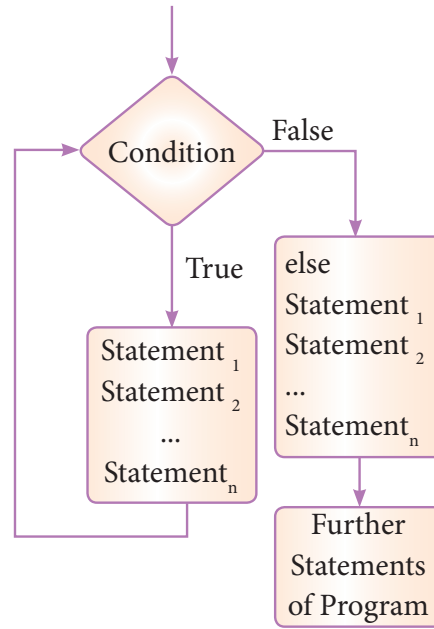 Condition
False
True
Statement 1
Statement 2
...
Statement n
else
Statement 1
Statement 2
...
Statement n
Further
Statements
of Program